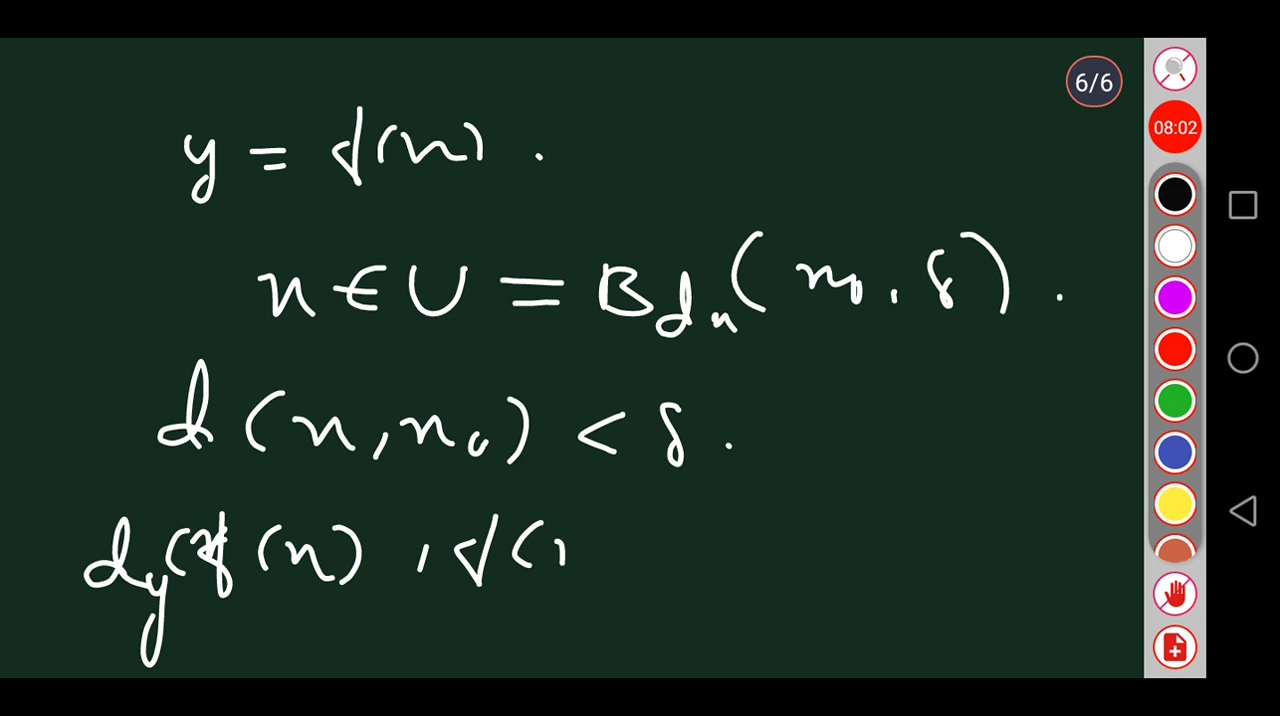 6/6
08:02
y = f(x).
x ∈ U = B_{d_x}(x_0, δ).
d(x, x_0) < δ.
d_y(f(x), f(